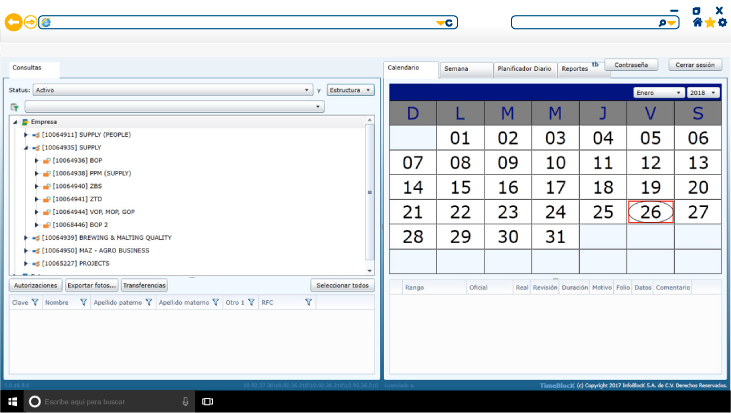 Consultas
Status: Activo y Estructura
Empresa
[10064911] SUPPLY (PEOPLE)
[10064935] SUPPLY
[10064936] BOP
[10064938] PPM (SUPPLY)
[10064940] ZBS
[10064941] ZTD
[10064944] VOP, MOP, GOP
[10068446] BOP 2
[10064939] BREWING & MALTING QUALITY
[10064950] MAZ - AGRO BUSINESS
[10065227] PROJECTS
Autorizaciones Exportar fotos... Transferencias Seleccionar todos
Clave Nombre Apellido paterno Apellido materno Otro 1 RFC
Calendario Semana Planificador Diario Reportes tb Contraseña Cerrar sesión
Enero 2018
D L M M J V S
01 02 03 04 05 06
07 08 09 10 11 12 13
14 15 16 17 18 19 20
21 22 23 24 25 26 27
28 29 30 31
Rango Oficial Real Revisión Duración Motivo Folio Datos Comentario
TimeBlocK (c) Copyright 2017 InfoBlocK S.A. de C.V. Derechos Reservados.
Escribe aquí para buscar